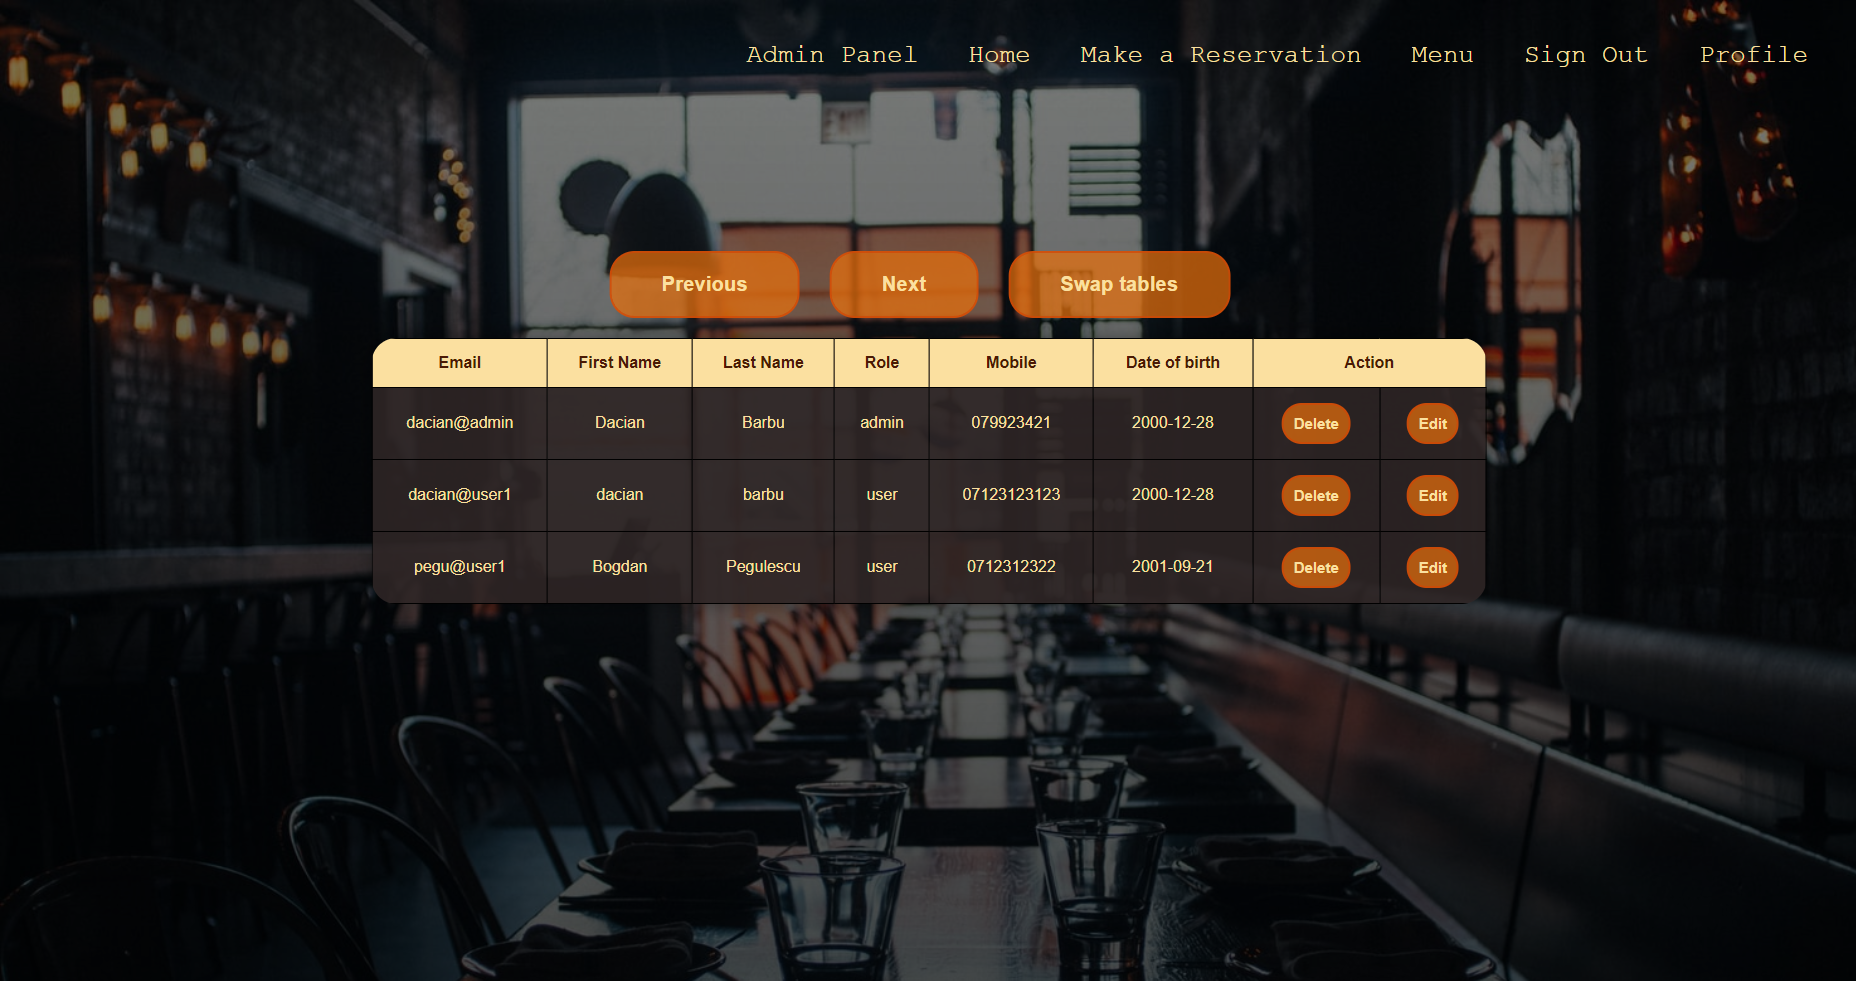 Admin Panel Home Make a Reservation Menu Sign Out Profile
Previous Next Swap tables
Email First Name Last Name Role Mobile Date of birth Action
dacian@admin Dacian Barbu admin 079923421 2000-12-28 Delete Edit
dacian@user1 dacian barbu user 07123123123 2000-12-28 Delete Edit
pegu@user1 Bogdan Pegulescu user 0712312322 2001-09-21 Delete Edit